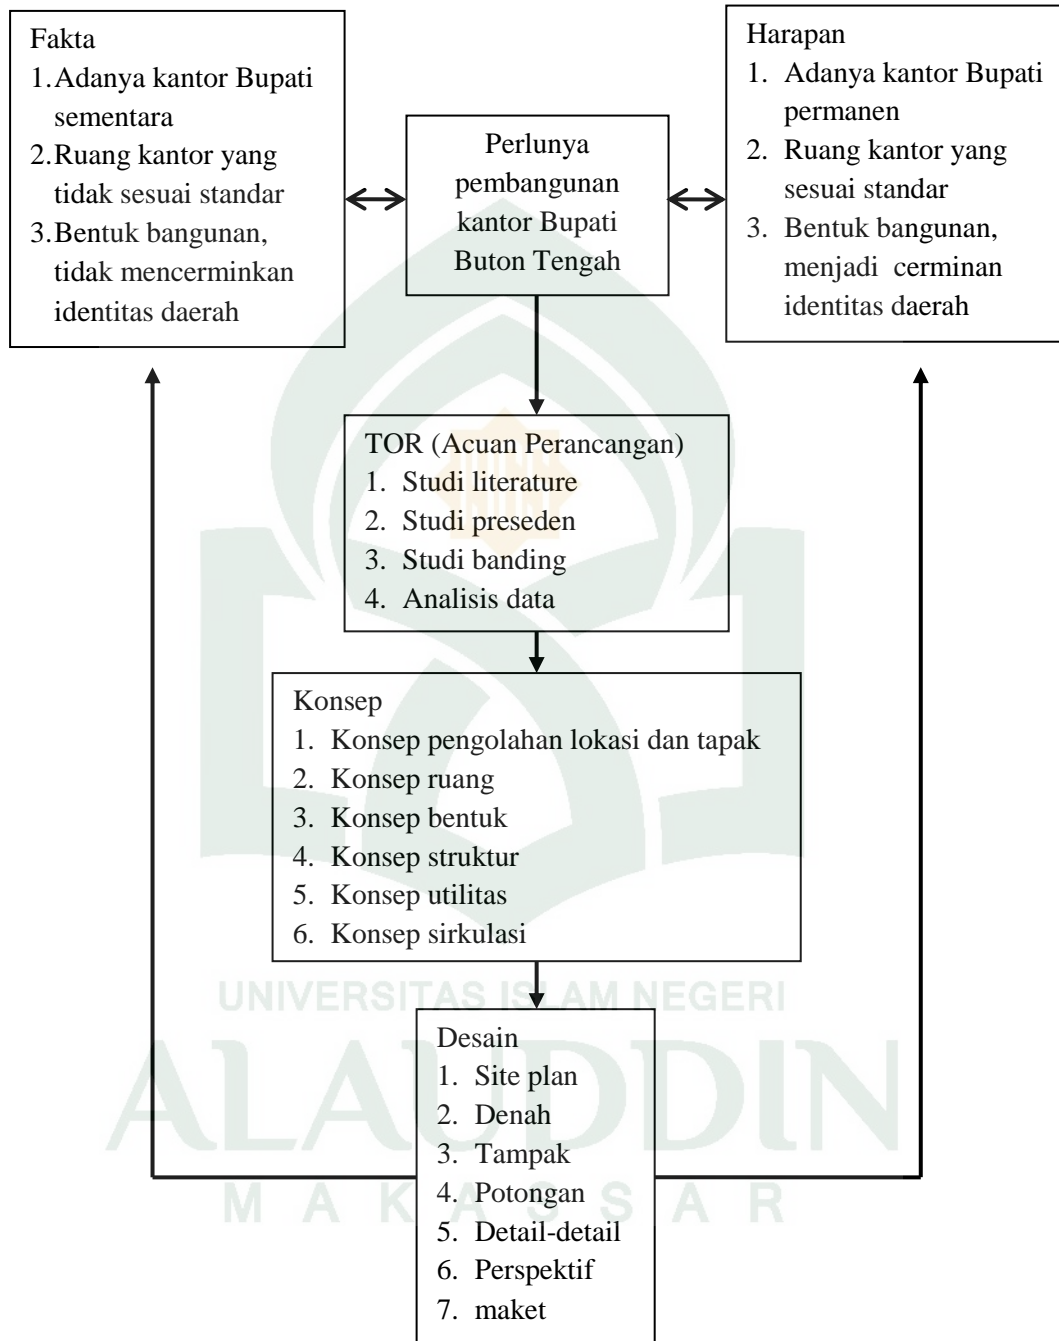 Fakta
1. Adanya kantor Bupati
sementara
2. Ruang kantor yang
tidak sesuai standar
3. Bentuk bangunan,
tidak mencerminkan
identitas daerah
Perlunya
pembangunan
kantor Bupati
Buton Tengah
Harapan
1. Adanya kantor Bupati
permanen
2. Ruang kantor yang
sesuai standar
3. Bentuk bangunan,
menjadi cerminan
identitas daerah
TOR (Acuan Perancangan)
1. Studi literature
2. Studi preseden
3. Studi banding
4. Analisis data
Konsep
1. Konsep pengolahan lokasi dan tapak
2. Konsep ruang
3. Konsep bentuk
4. Konsep struktur
5. Konsep utilitas
6. Konsep sirkulasi
Desain
1. Site plan
2. Denah
3. Tampak
4. Potongan
5. Detail-detail
6. Perspektif
7. maket
UNIVERSITAS ISLAM NEGERI
ALAUDDIN
MAKASSAR